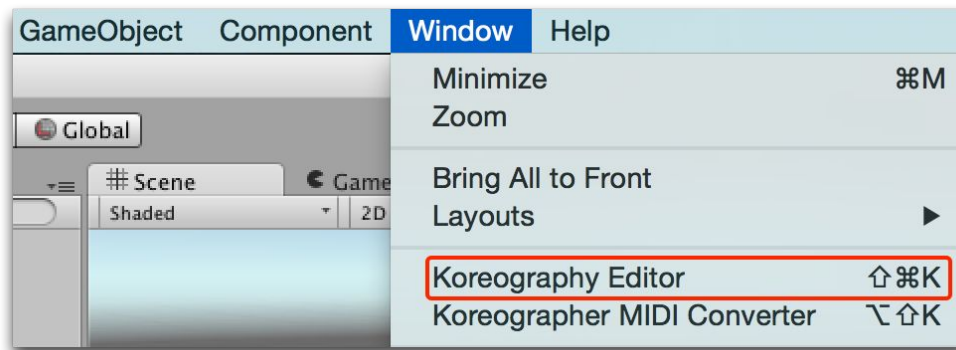 GameObject Component Window Help
Minimize ⌘M
Zoom
Global
Bring All to Front
Scene Game
Layouts ▶
Shaded 2D
Koreography Editor ⇧⌘K
Koreographer MIDI Converter ⌥⇧K